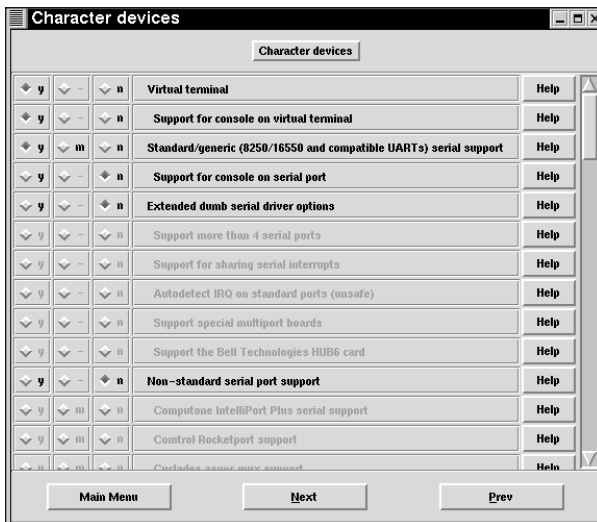 Character devices
Character devices
y - n Virtual terminal Help
y - n Support for console on virtual terminal Help
y m n Standard/generic (8250/16550 and compatible UARTs) serial support Help
y - n Support for console on serial port Help
y - n Extended dumb serial driver options Help
y - n Support more than 4 serial ports Help
y - n Support for sharing serial interrupts Help
y - n Autodetect IRQ on standard ports (unsafe) Help
y - n Support special multiport boards Help
y - n Support the Bell Technologies HUB6 card Help
y - n Non-standard serial port support Help
y m n Computone IntelliPort Plus serial support Help
y m n Comtrol Rocketport support Help
y m n Cyclades async mux support Help
Main Menu Next Prev